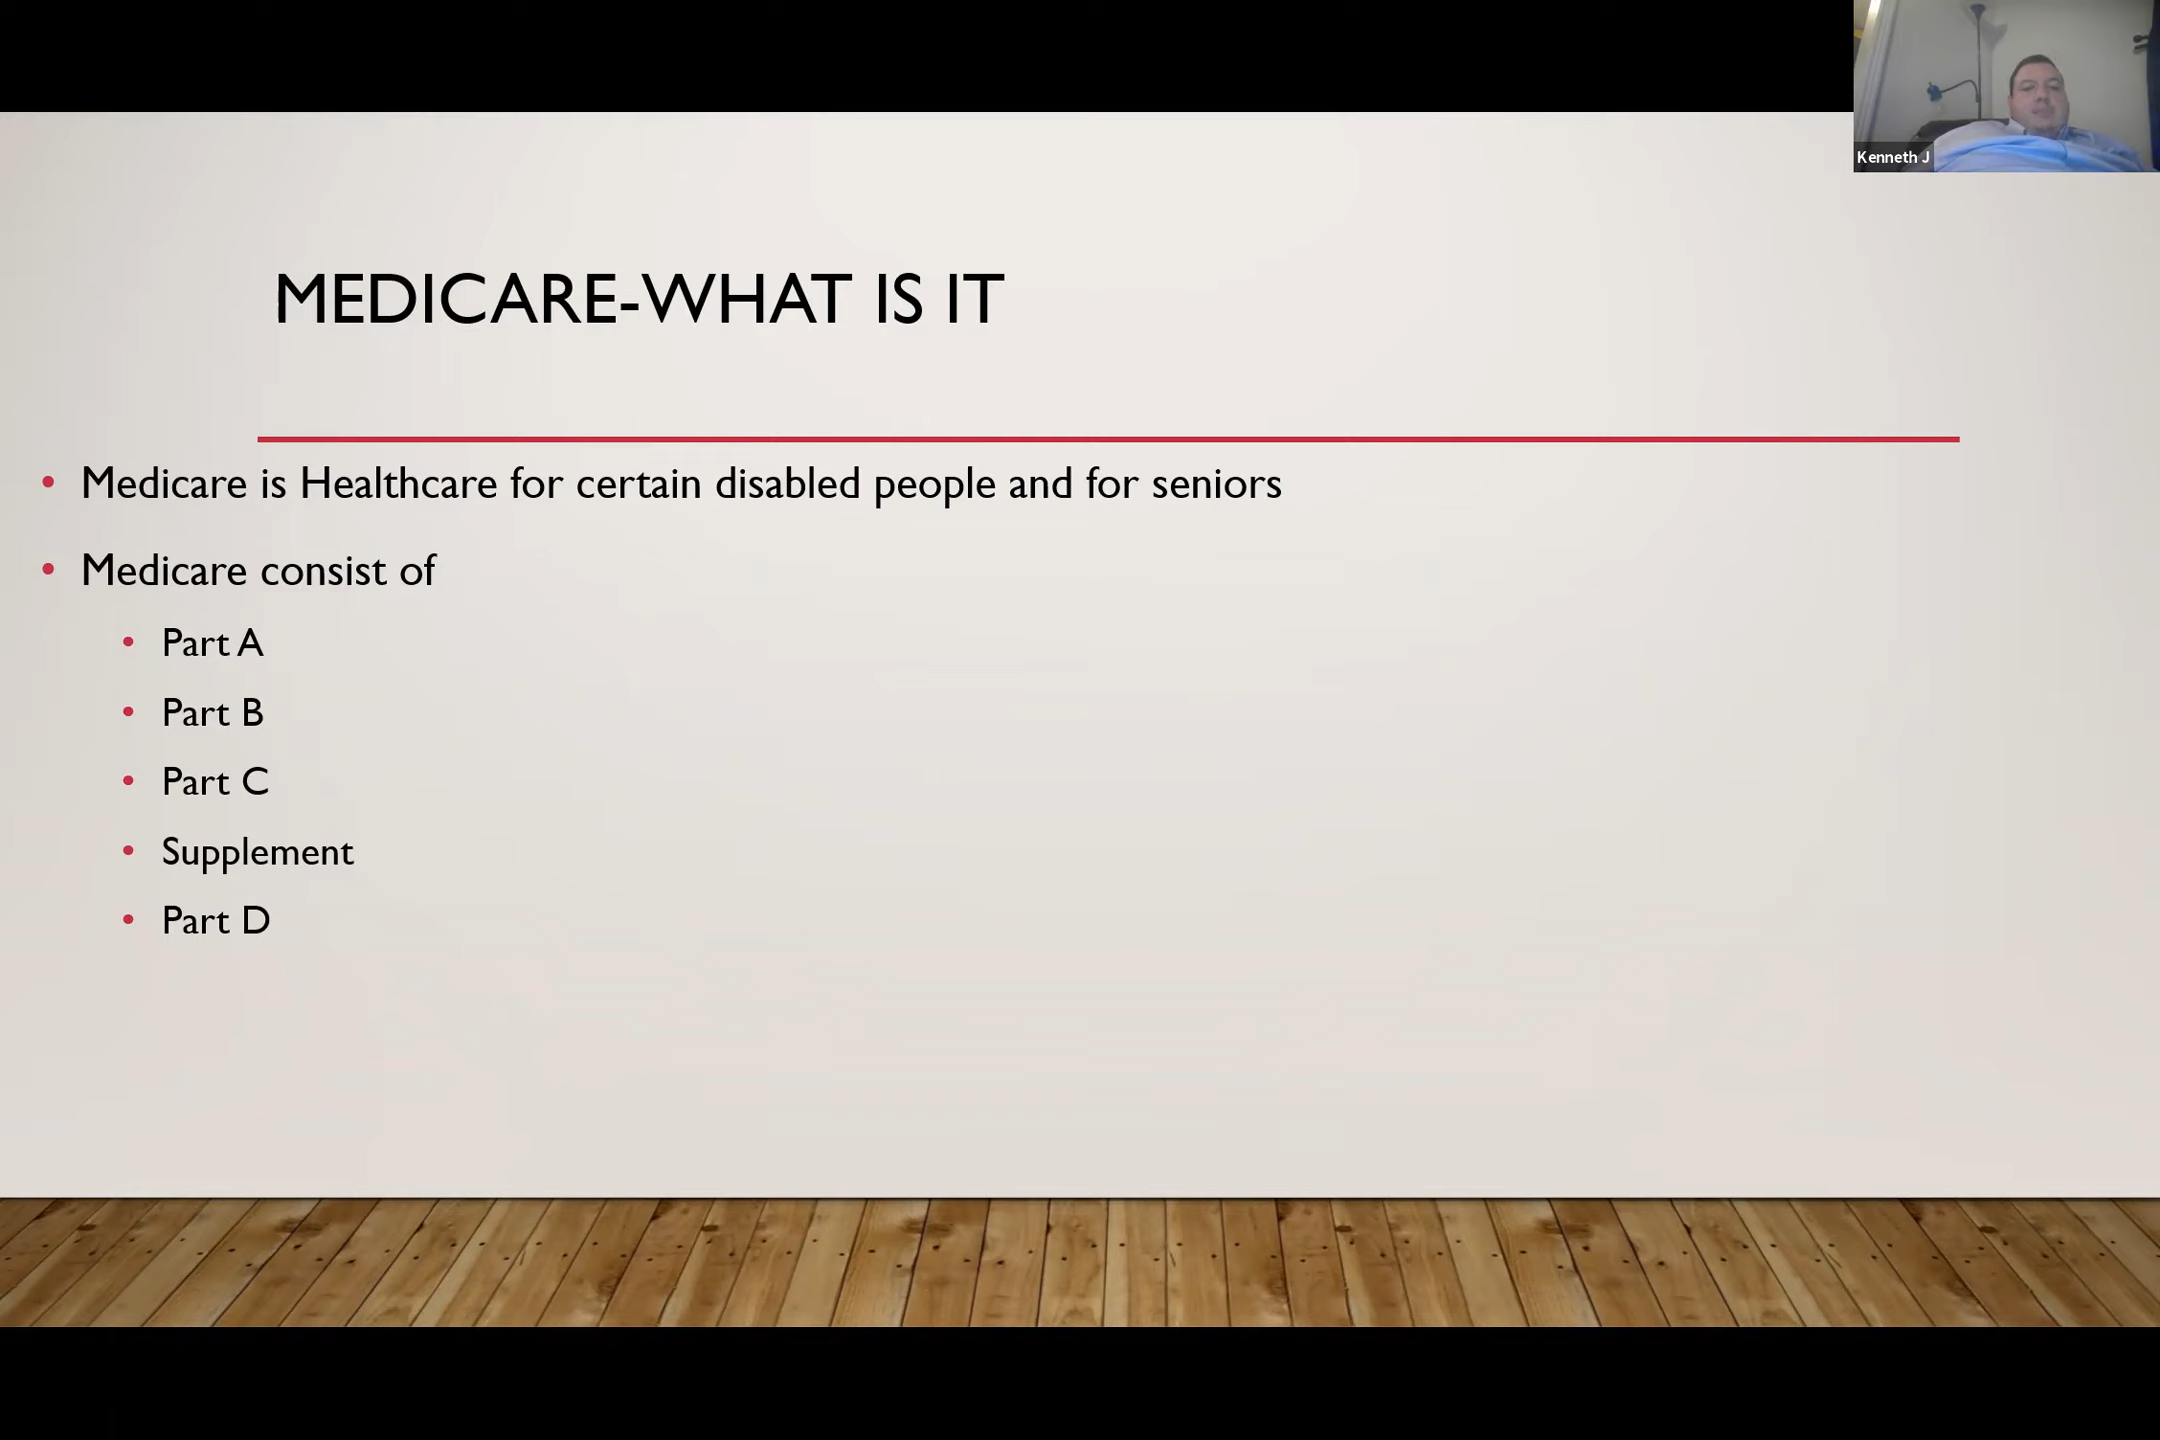 Kenneth J
MEDICARE-WHAT IS IT
• Medicare is Healthcare for certain disabled people and for seniors
• Medicare consist of
• Part A
• Part B
• Part C
• Supplement
• Part D